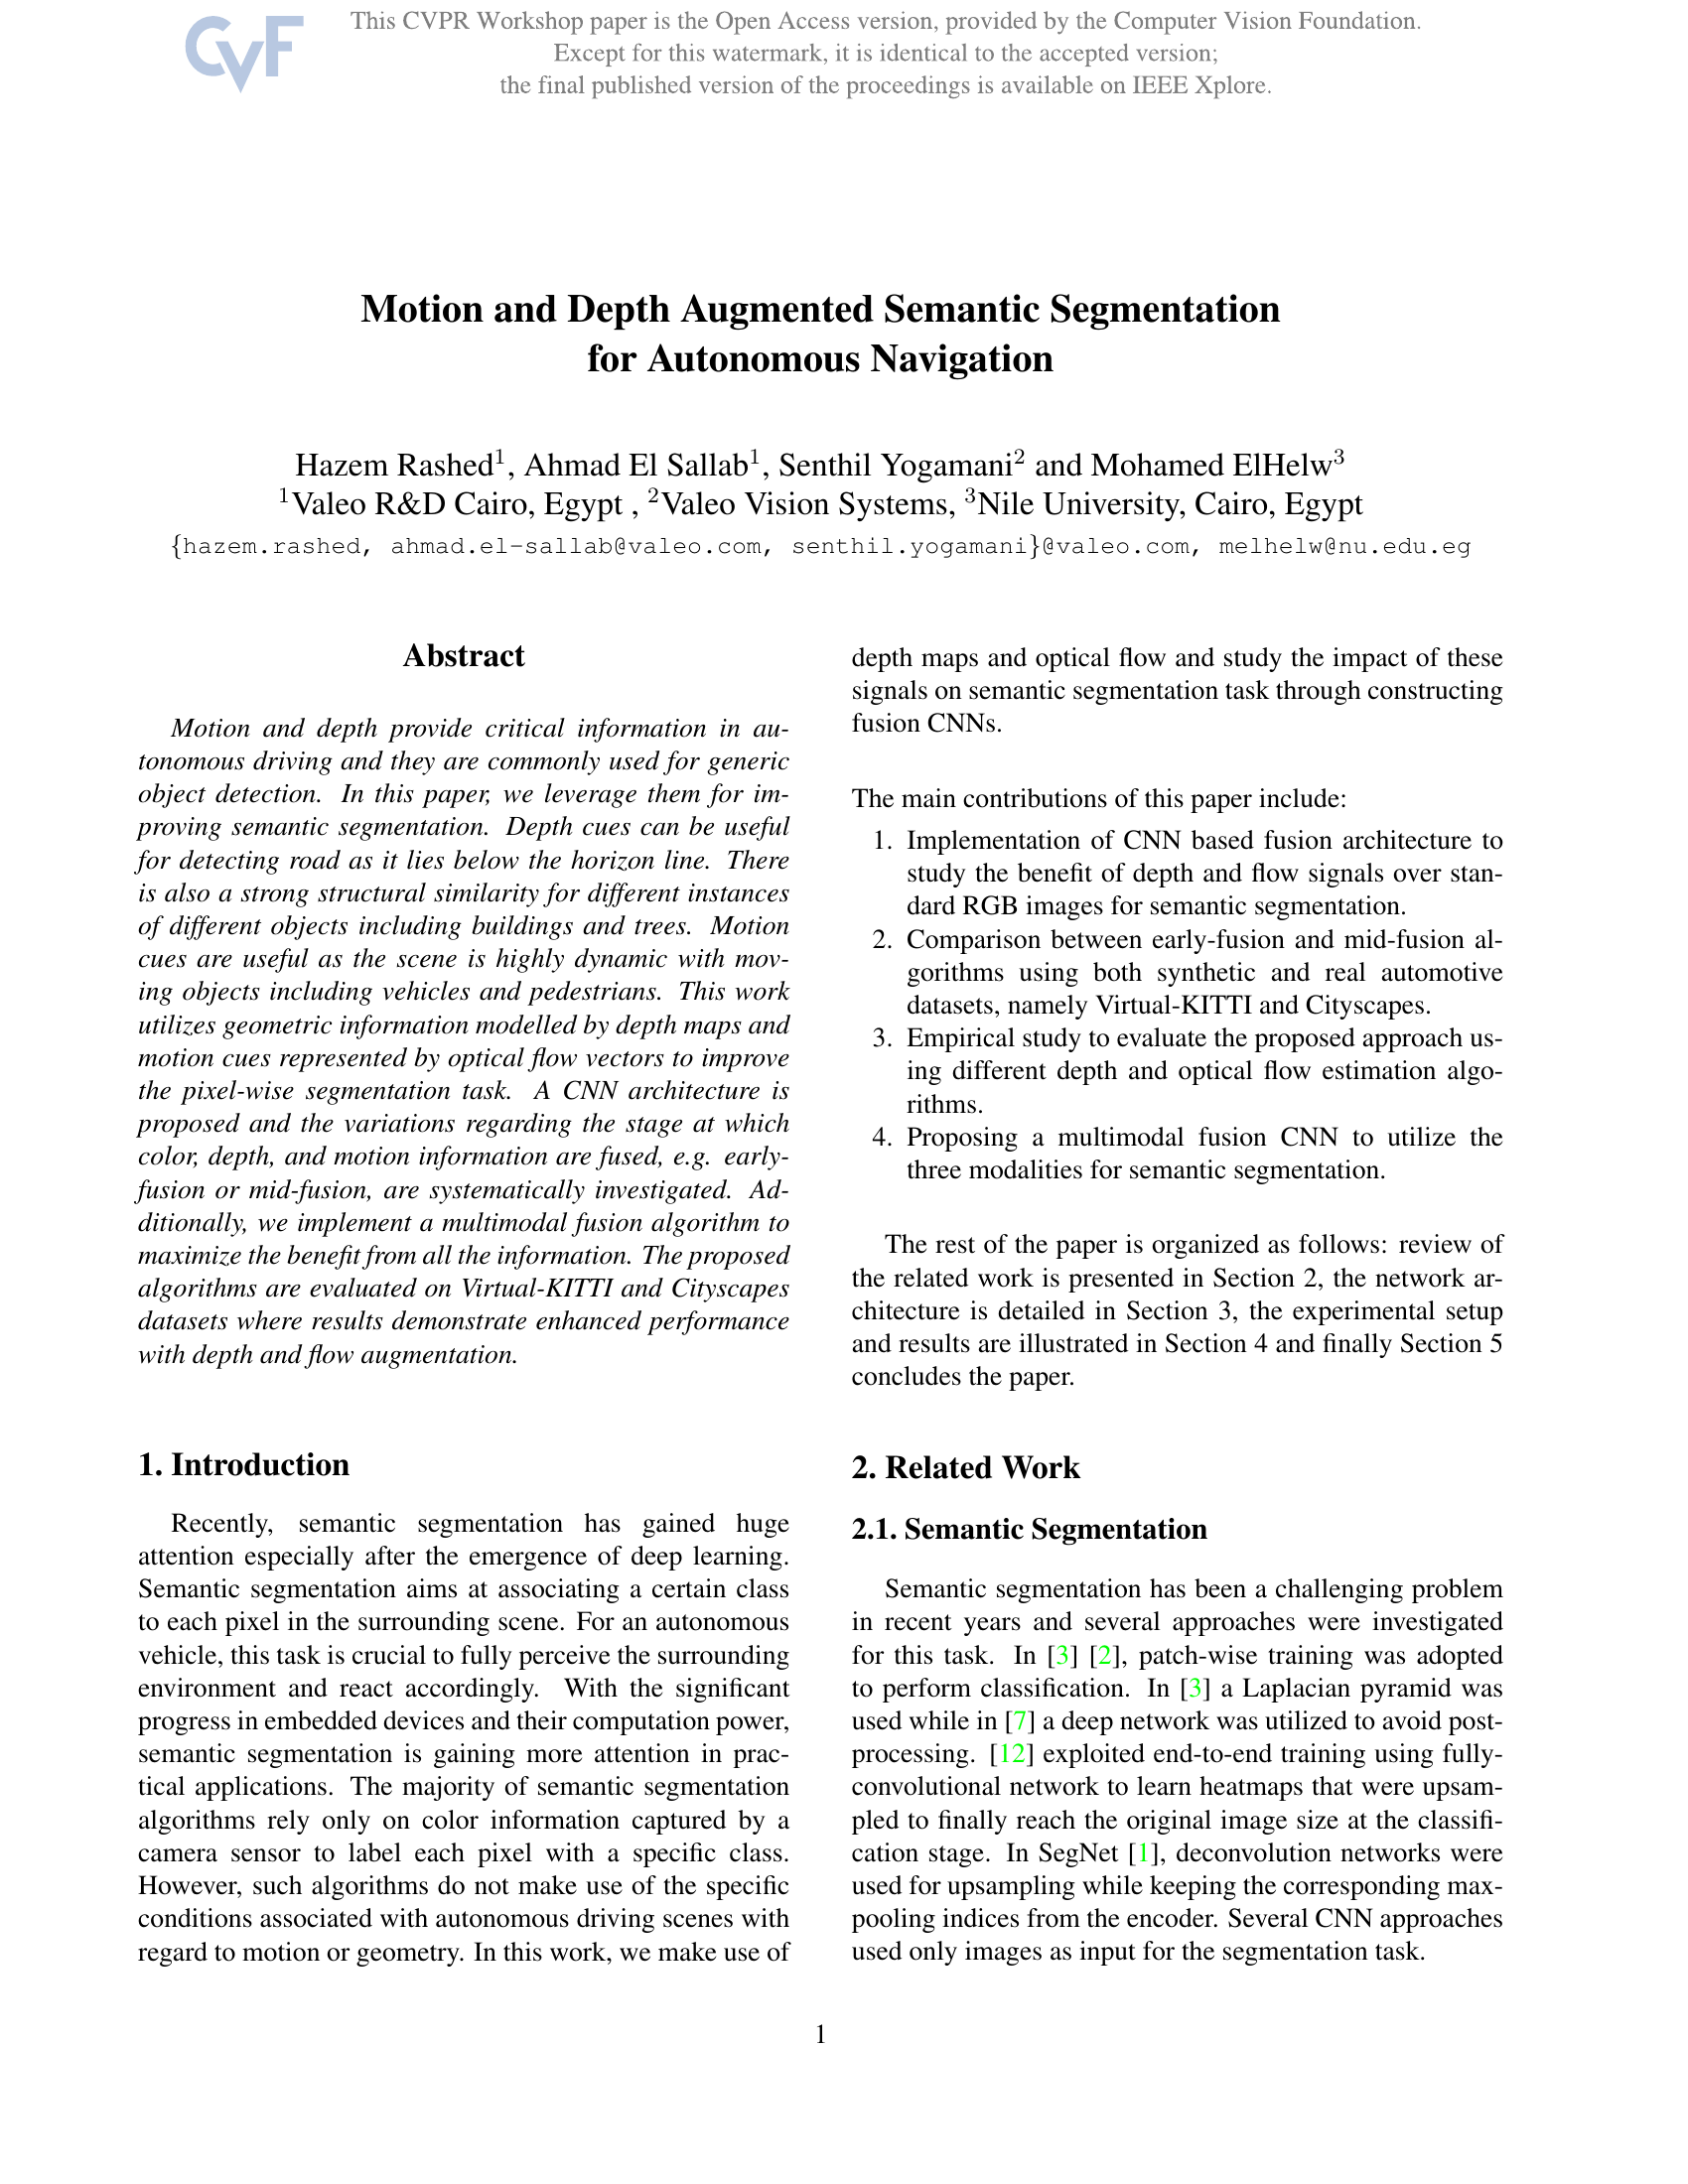 CVF
This CVPR Workshop paper is the Open Access version, provided by the Computer Vision Foundation.
Except for this watermark, it is identical to the accepted version;
the final published version of the proceedings is available on IEEE Xplore.
Motion and Depth Augmented Semantic Segmentation
for Autonomous Navigation
Hazem Rashed¹, Ahmad El Sallab¹, Senthil Yogamani² and Mohamed ElHelw³
¹Valeo R&D Cairo, Egypt , ²Valeo Vision Systems, ³Nile University, Cairo, Egypt
{hazem.rashed, ahmad.el-sallab@valeo.com, senthil.yogamani}@valeo.com, melhelw@nu.edu.eg
Abstract
Motion and depth provide critical information in au-
tonomous driving and they are commonly used for generic
object detection. In this paper, we leverage them for im-
proving semantic segmentation. Depth cues can be useful
for detecting road as it lies below the horizon line. There
is also a strong structural similarity for different instances
of different objects including buildings and trees. Motion
cues are useful as the scene is highly dynamic with mov-
ing objects including vehicles and pedestrians. This work
utilizes geometric information modelled by depth maps and
motion cues represented by optical flow vectors to improve
the pixel-wise segmentation task. A CNN architecture is
proposed and the variations regarding the stage at which
color, depth, and motion information are fused, e.g. early-
fusion or mid-fusion, are systematically investigated. Ad-
ditionally, we implement a multimodal fusion algorithm to
maximize the benefit from all the information. The proposed
algorithms are evaluated on Virtual-KITTI and Cityscapes
datasets where results demonstrate enhanced performance
with depth and flow augmentation.
1. Introduction
Recently, semantic segmentation has gained huge
attention especially after the emergence of deep learning.
Semantic segmentation aims at associating a certain class
to each pixel in the surrounding scene. For an autonomous
vehicle, this task is crucial to fully perceive the surrounding
environment and react accordingly. With the significant
progress in embedded devices and their computation power,
semantic segmentation is gaining more attention in prac-
tical applications. The majority of semantic segmentation
algorithms rely only on color information captured by a
camera sensor to label each pixel with a specific class.
However, such algorithms do not make use of the specific
conditions associated with autonomous driving scenes with
regard to motion or geometry. In this work, we make use of
depth maps and optical flow and study the impact of these
signals on semantic segmentation task through constructing
fusion CNNs.
The main contributions of this paper include:
1. Implementation of CNN based fusion architecture to
study the benefit of depth and flow signals over stan-
dard RGB images for semantic segmentation.
2. Comparison between early-fusion and mid-fusion al-
gorithms using both synthetic and real automotive
datasets, namely Virtual-KITTI and Cityscapes.
3. Empirical study to evaluate the proposed approach us-
ing different depth and optical flow estimation algo-
rithms.
4. Proposing a multimodal fusion CNN to utilize the
three modalities for semantic segmentation.
The rest of the paper is organized as follows: review of
the related work is presented in Section 2, the network ar-
chitecture is detailed in Section 3, the experimental setup
and results are illustrated in Section 4 and finally Section 5
concludes the paper.
2. Related Work
2.1. Semantic Segmentation
Semantic segmentation has been a challenging problem
in recent years and several approaches were investigated
for this task. In [3] [2], patch-wise training was adopted
to perform classification. In [3] a Laplacian pyramid was
used while in [7] a deep network was utilized to avoid post-
processing. [12] exploited end-to-end training using fully-
convolutional network to learn heatmaps that were upsam-
pled to finally reach the original image size at the classifi-
cation stage. In SegNet [1], deconvolution networks were
used for upsampling while keeping the corresponding max-
pooling indices from the encoder. Several CNN approaches
used only images as input for the segmentation task.
1